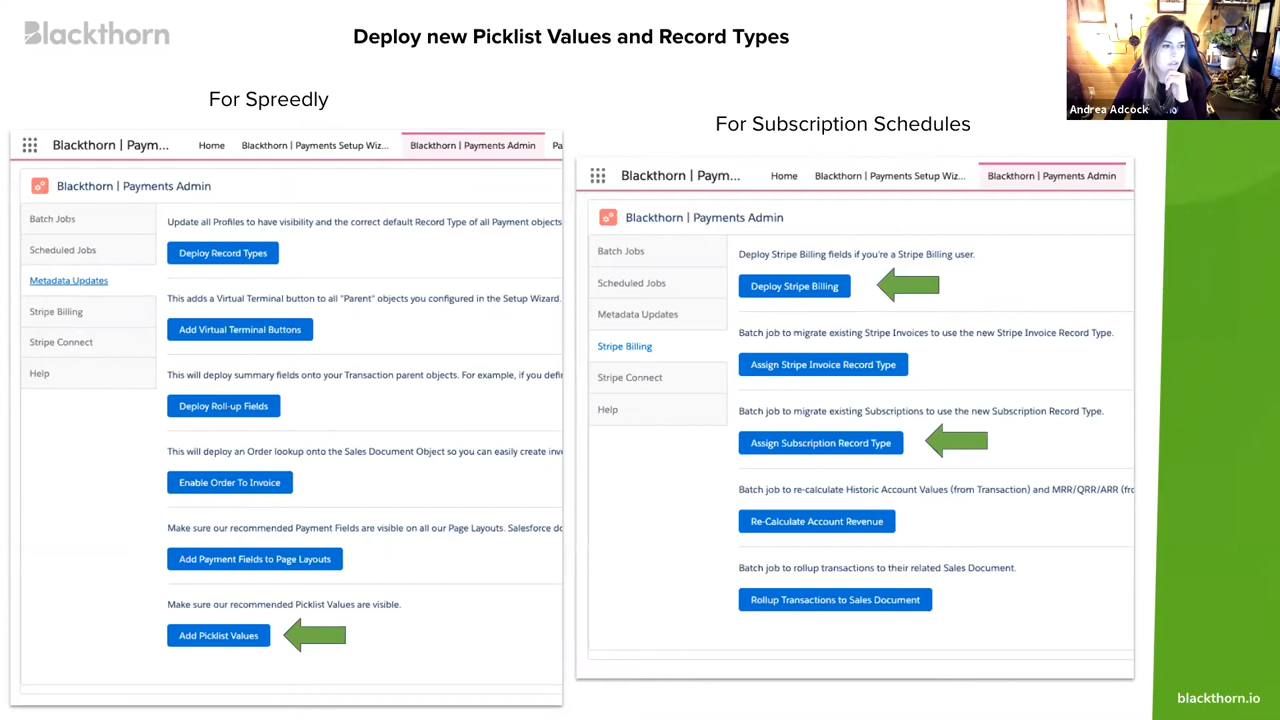 Blackthorn
Deploy new Picklist Values and Record Types
Andrea Adcock
For Spreedly
Blackthorn | Paym...
Home
Blackthorn | Payments Setup Wiz...
Blackthorn | Payments Admin
Pa
Blackthorn | Payments Admin
Batch Jobs
Scheduled Jobs
Metadata Updates
Stripe Billing
Stripe Connect
Help
Update all Profiles to have visibility and the correct default Record Type of all Payment objects
Deploy Record Types
This adds a Virtual Terminal button to all "Parent" objects you configured in the Setup Wizard.
Add Virtual Terminal Buttons
This will deploy summary fields onto your Transaction parent objects. For example, if you defi
Deploy Roll-up Fields
This will deploy an Order lookup onto the Sales Document Object so you can easily create inv
Enable Order To Invoice
Make sure our recommended Payment Fields are visible on all our Page Layouts. Salesforce do
Add Payment Fields to Page Layouts
Make sure our recommended Picklist Values are visible.
Add Picklist Values
For Subscription Schedules
Blackthorn | Paym...
Home
Blackthorn | Payments Setup Wiz...
Blackthorn | Payments Admin
Blackthorn | Payments Admin
Batch Jobs
Scheduled Jobs
Metadata Updates
Stripe Billing
Stripe Connect
Help
Deploy Stripe Billing fields if you're a Stripe Billing user.
Deploy Stripe Billing
Batch job to migrate existing Stripe Invoices to use the new Stripe Invoice Record Type.
Assign Stripe Invoice Record Type
Batch job to migrate existing Subscriptions to use the new Subscription Record Type.
Assign Subscription Record Type
Batch job to re-calculate Historic Account Values (from Transaction) and MRR/QRR/ARR (fro
Re-Calculate Account Revenue
Batch job to rollup transactions to their related Sales Document.
Rollup Transactions to Sales Document
blackthorn.io